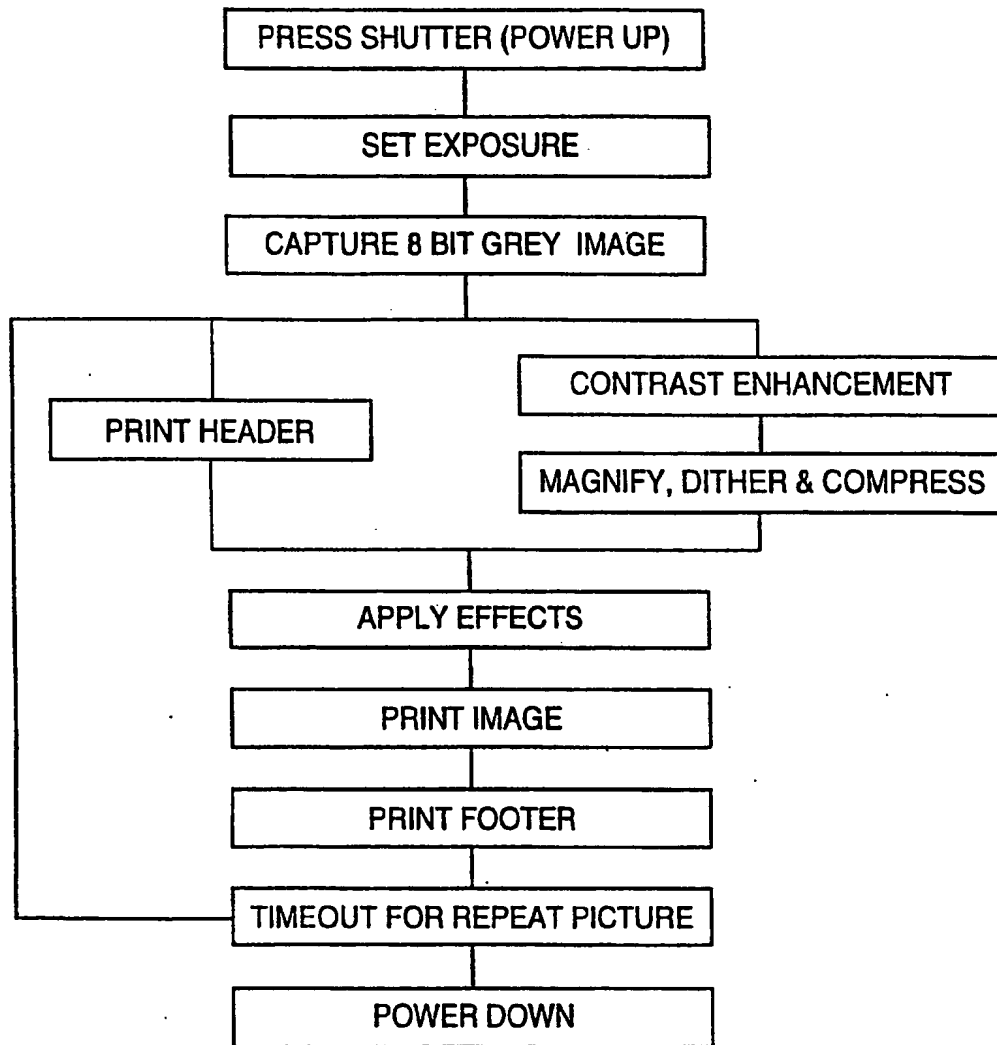 PRESS SHUTTER (POWER UP)
SET EXPOSURE
CAPTURE 8 BIT GREY IMAGE
CONTRAST ENHANCEMENT
PRINT HEADER
MAGNIFY, DITHER & COMPRESS
APPLY EFFECTS
PRINT IMAGE
PRINT FOOTER
TIMEOUT FOR REPEAT PICTURE
POWER DOWN